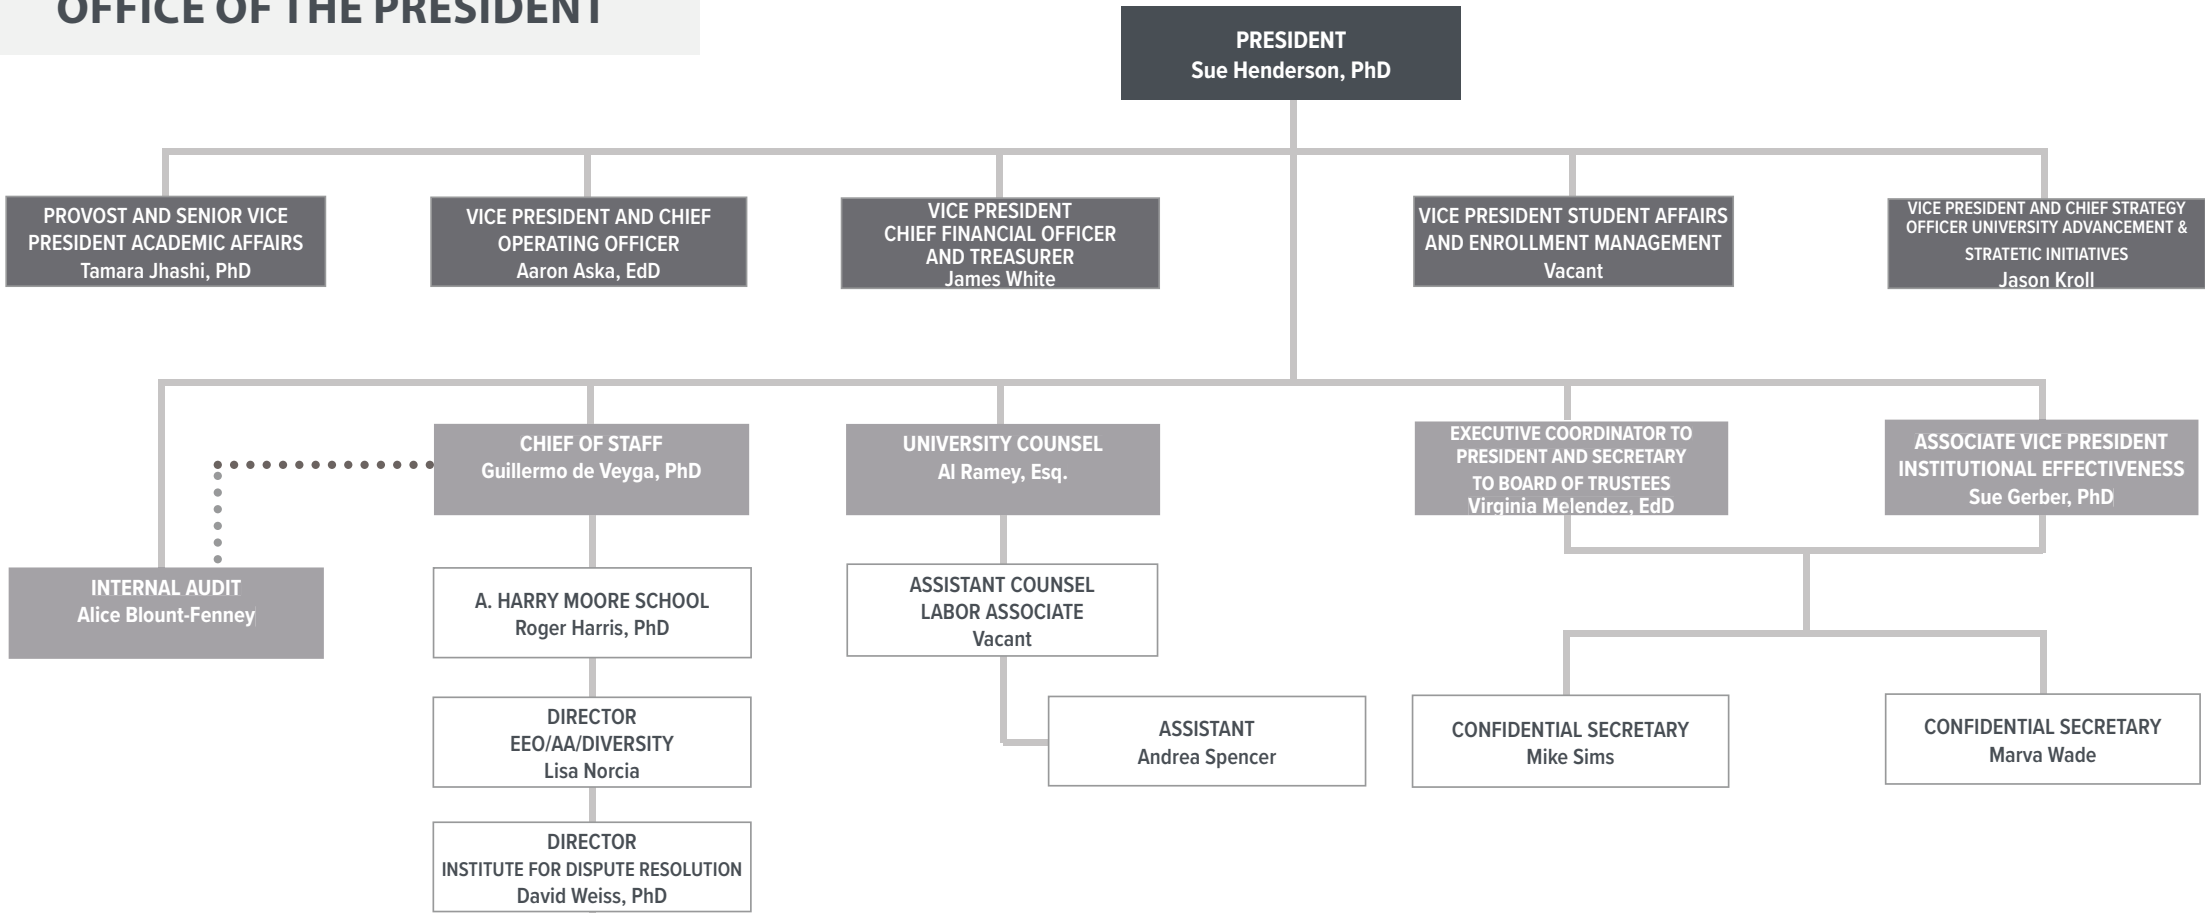 OFFICE OF THE PRESIDENT
PRESIDENT
Sue Henderson, PhD
PROVOST AND SENIOR VICE
PRESIDENT ACADEMIC AFFAIRS
Tamara Jhashi, PhD
VICE PRESIDENT AND CHIEF
OPERATING OFFICER
Aaron Aska, EdD
VICE PRESIDENT
CHIEF FINANCIAL OFFICER
AND TREASURER
James White
VICE PRESIDENT STUDENT AFFAIRS
AND ENROLLMENT MANAGEMENT
Vacant
VICE PRESIDENT AND CHIEF STRATEGY
OFFICER UNIVERSITY ADVANCEMENT &
STRATETIC INITIATIVES
Jason Kroll
CHIEF OF STAFF
Guillermo de Veyga, PhD
UNIVERSITY COUNSEL
Al Ramey, Esq.
EXECUTIVE COORDINATOR TO
PRESIDENT AND SECRETARY
TO BOARD OF TRUSTEES
Virginia Melendez, EdD
ASSOCIATE VICE PRESIDENT
INSTITUTIONAL EFFECTIVENESS
Sue Gerber, PhD
INTERNAL AUDIT
Alice Blount-Fenney
A. HARRY MOORE SCHOOL
Roger Harris, PhD
ASSISTANT COUNSEL
LABOR ASSOCIATE
Vacant
DIRECTOR
EEO/AA/DIVERSITY
Lisa Norcia
ASSISTANT
Andrea Spencer
CONFIDENTIAL SECRETARY
Mike Sims
CONFIDENTIAL SECRETARY
Marva Wade
DIRECTOR
INSTITUTE FOR DISPUTE RESOLUTION
David Weiss, PhD